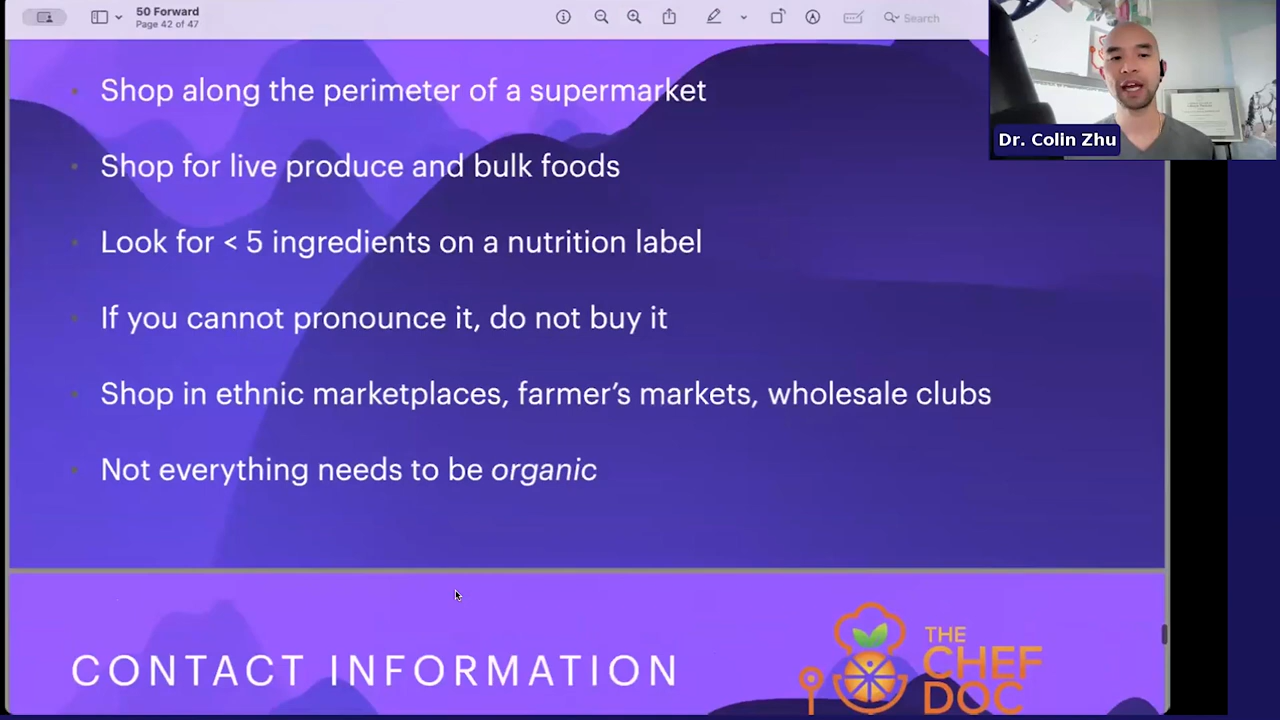 50 Forward
Page 42 of 47
Search
Shop along the perimeter of a supermarket
Shop for live produce and bulk foods
Look for < 5 ingredients on a nutrition label
If you cannot pronounce it, do not buy it
Shop in ethnic marketplaces, farmer’s markets, wholesale clubs
Not everything needs to be organic
Dr. Colin Zhu
CONTACT INFORMATION
THE
CHEF
DOC